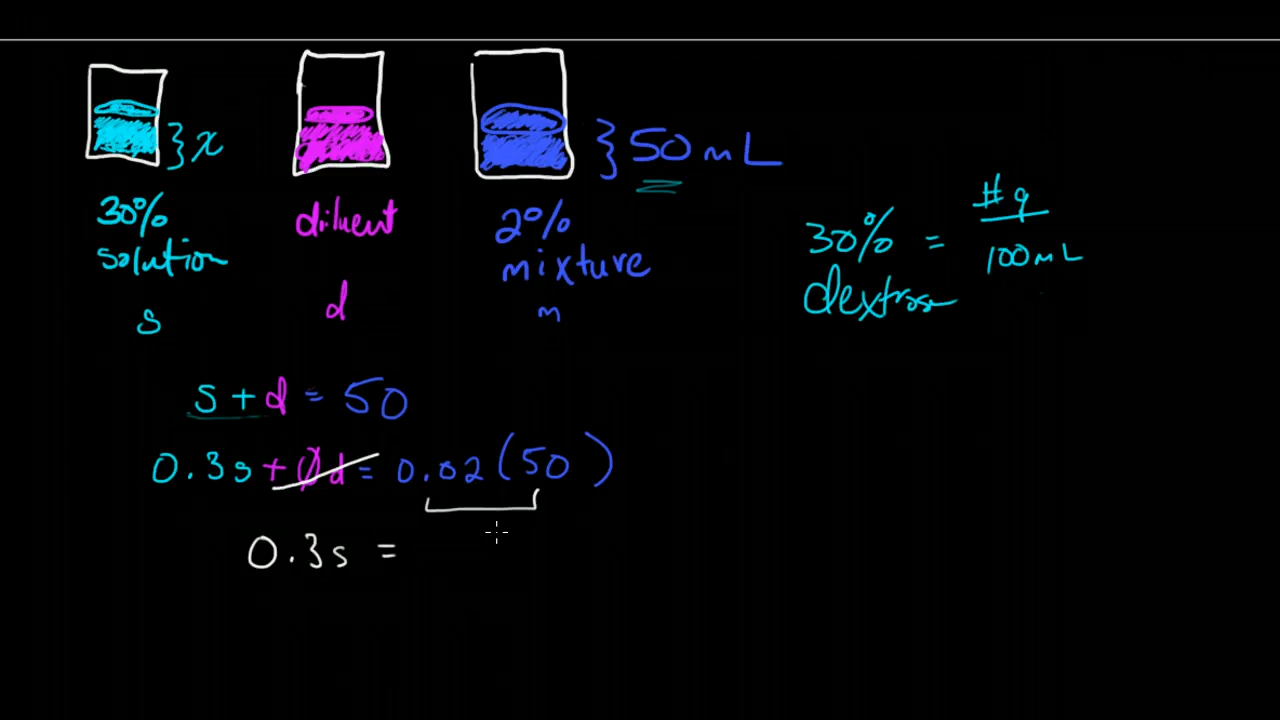 } x
} 50 mL
30% solution
diluent
2% mixture
s
d
m
30% dextrose = # g / 100 mL
s + d = 50
0.3s + 0d = 0.02(50)
0.3s =